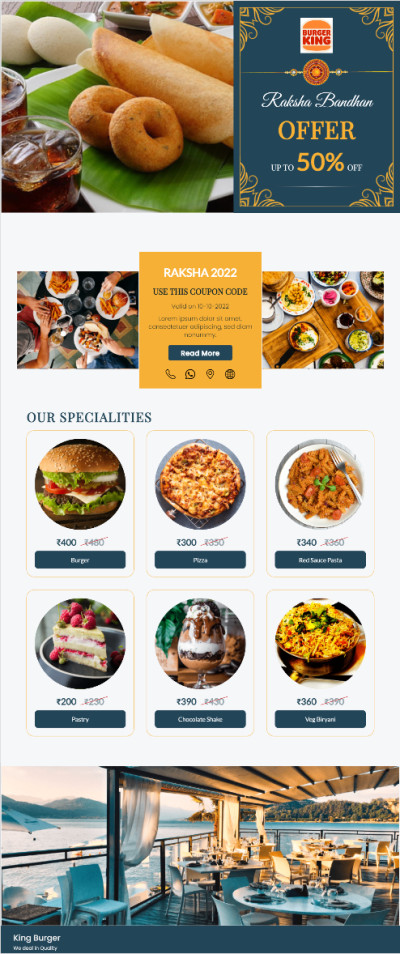 BURGER
KING
Raksha Bandhan
OFFER
UP TO 50% OFF
RAKSHA 2022
USE THIS COUPON CODE
Valid on 10-10-2022
Lorem ipsum dolor sit amet,
consectetuer adipiscing, sed diam
nonummy.
Read More
OUR SPECIALITIES
₹400 ₹480
Burger
₹300 ₹350
Pizza
₹340 ₹360
Red Sauce Pasta
₹200 ₹230
Pastry
₹390 ₹430
Chocolate Shake
₹360 ₹390
Veg Biryani
King Burger
We deal in Quality